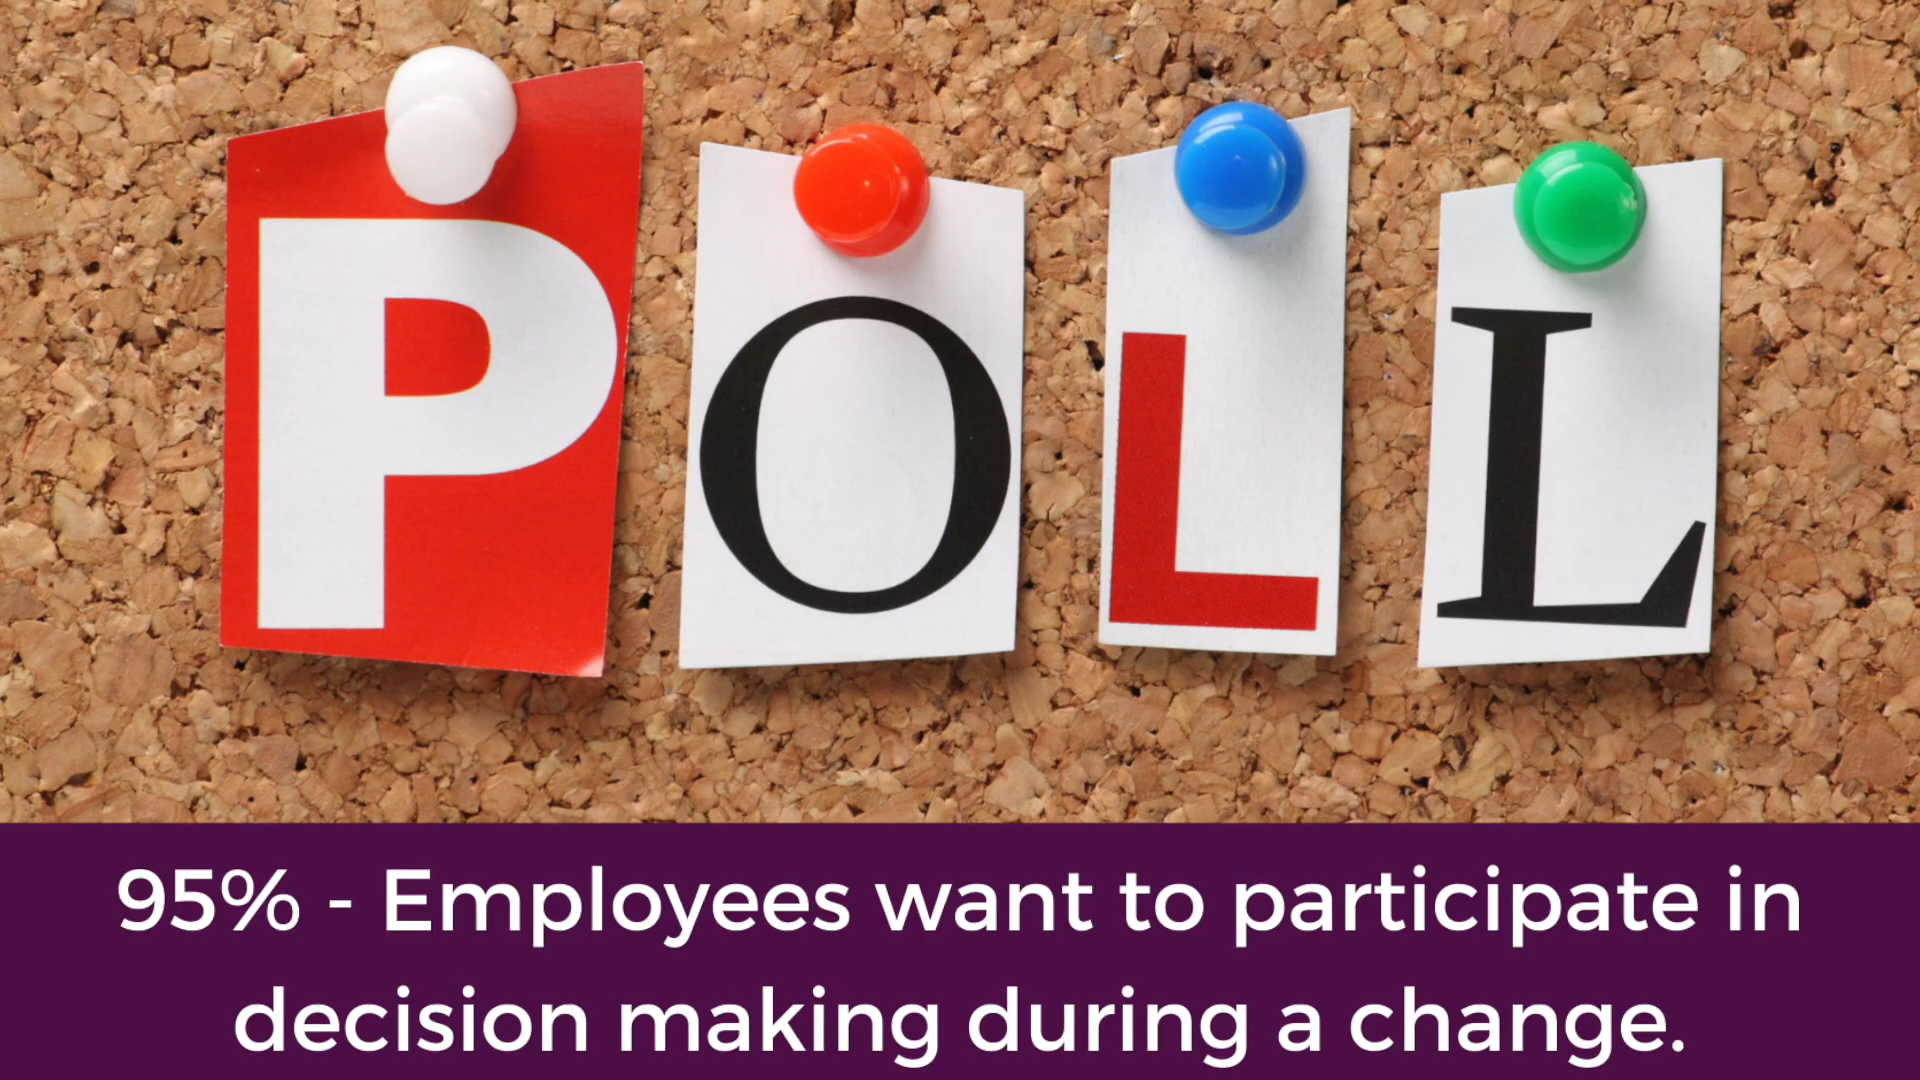 POLL
95% - Employees want to participate in
decision making during a change.